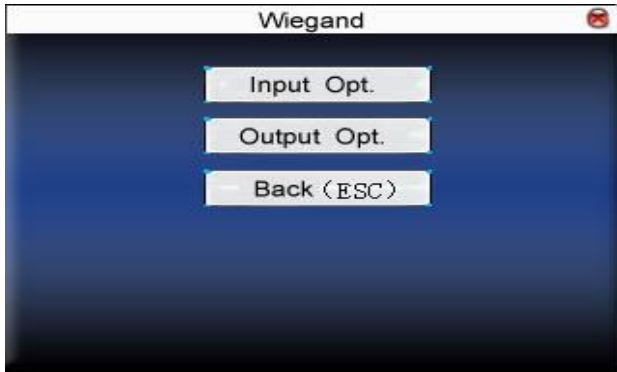 Wiegand
Input Opt.
Output Opt.
Back（ESC）